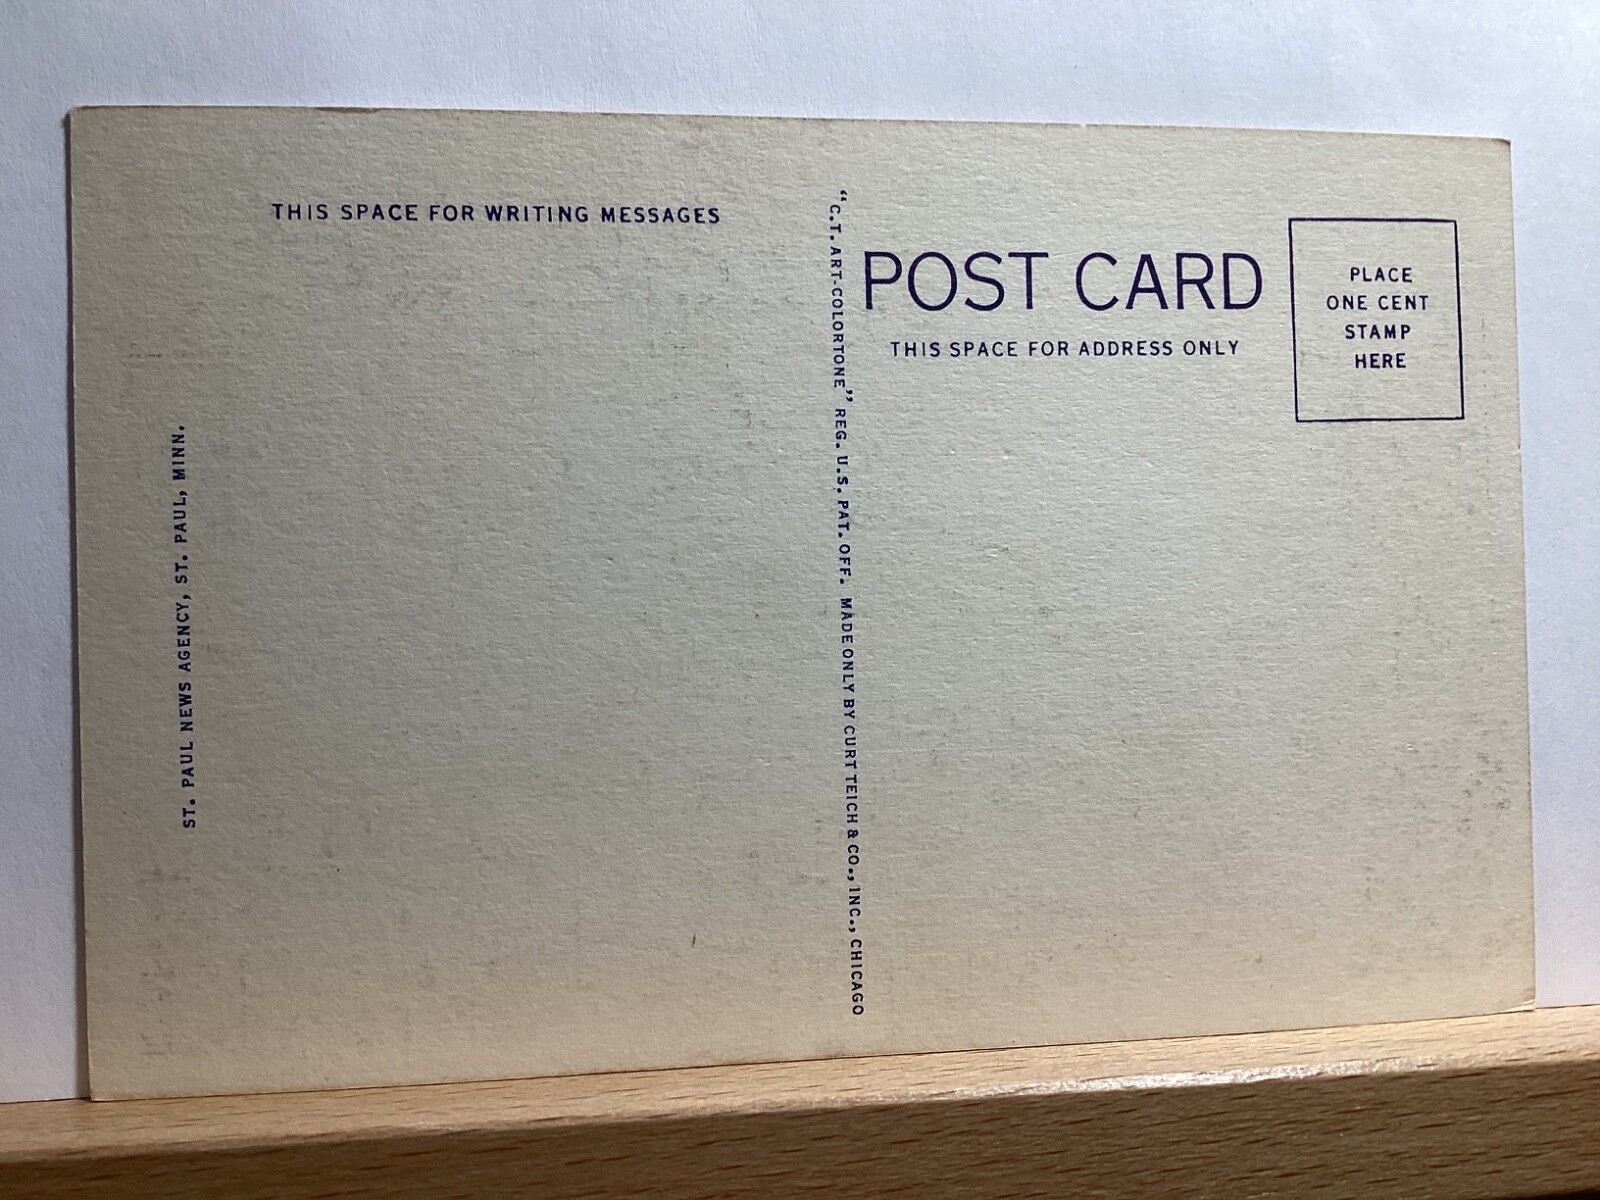 THIS SPACE FOR WRITING MESSAGES
ST. PAUL NEWS AGENCY, ST. PAUL, MINN.
"C.T. ART-COLORTONE" REG. U.S. PAT. OFF. MADE ONLY BY CURT TEICH & CO., INC., CHICAGO
POST CARD
THIS SPACE FOR ADDRESS ONLY
PLACE
ONE CENT
STAMP
HERE